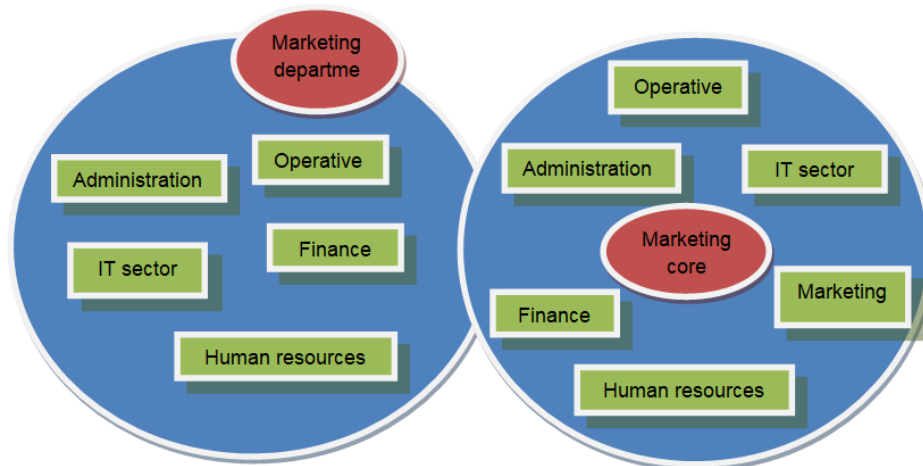 Marketing
departme
Operative
Administration
IT sector
Finance
Human resources
Operative
Administration
IT sector
Marketing
core
Marketing
Finance
Human resources